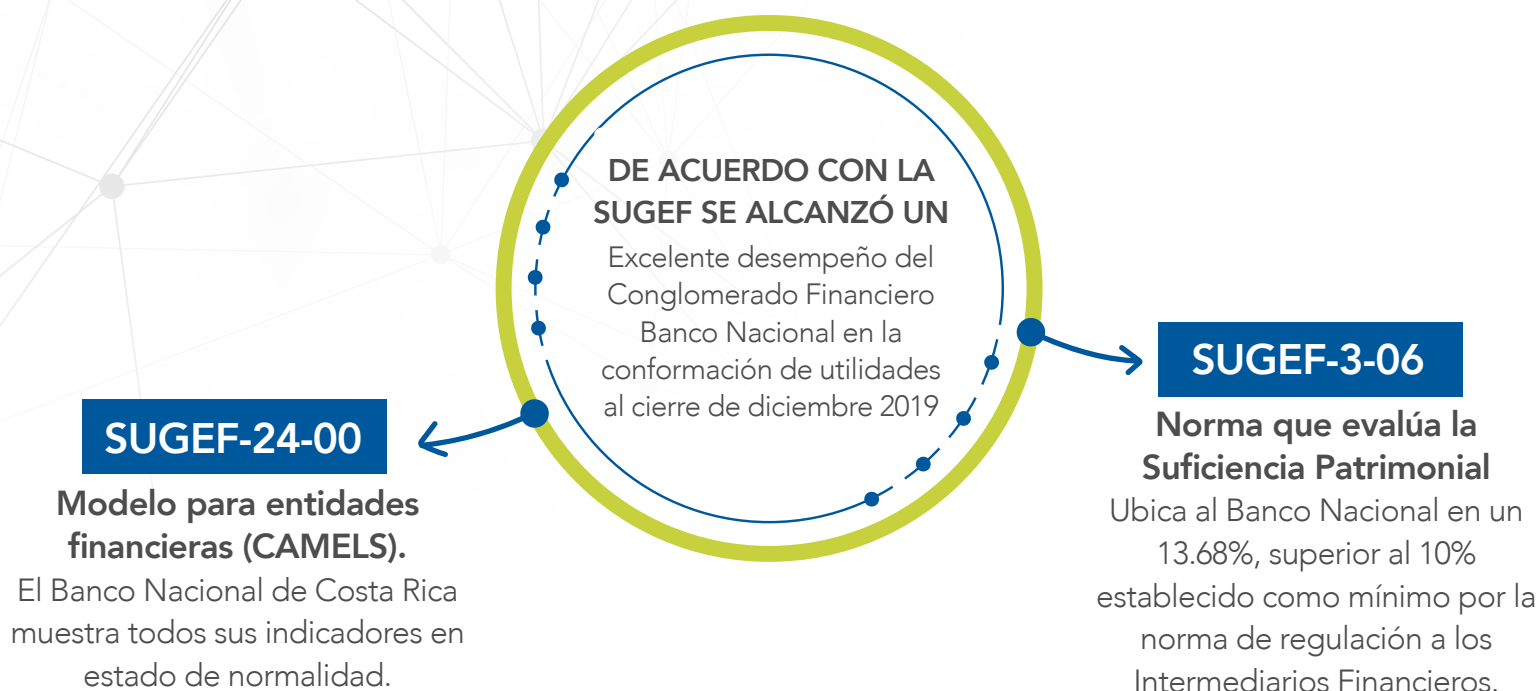 DE ACUERDO CON LA
SUGEF SE ALCANZÓ UN
Excelente desempeño del
Conglomerado Financiero
Banco Nacional en la
conformación de utilidades
al cierre de diciembre 2019
SUGEF-24-00
Modelo para entidades
financieras (CAMELS).
El Banco Nacional de Costa Rica
muestra todos sus indicadores en
estado de normalidad.
SUGEF-3-06
Norma que evalúa la
Suficiencia Patrimonial
Ubica al Banco Nacional en un
13.68%, superior al 10%
establecido como mínimo por la
norma de regulación a los
Intermediarios Financieros.